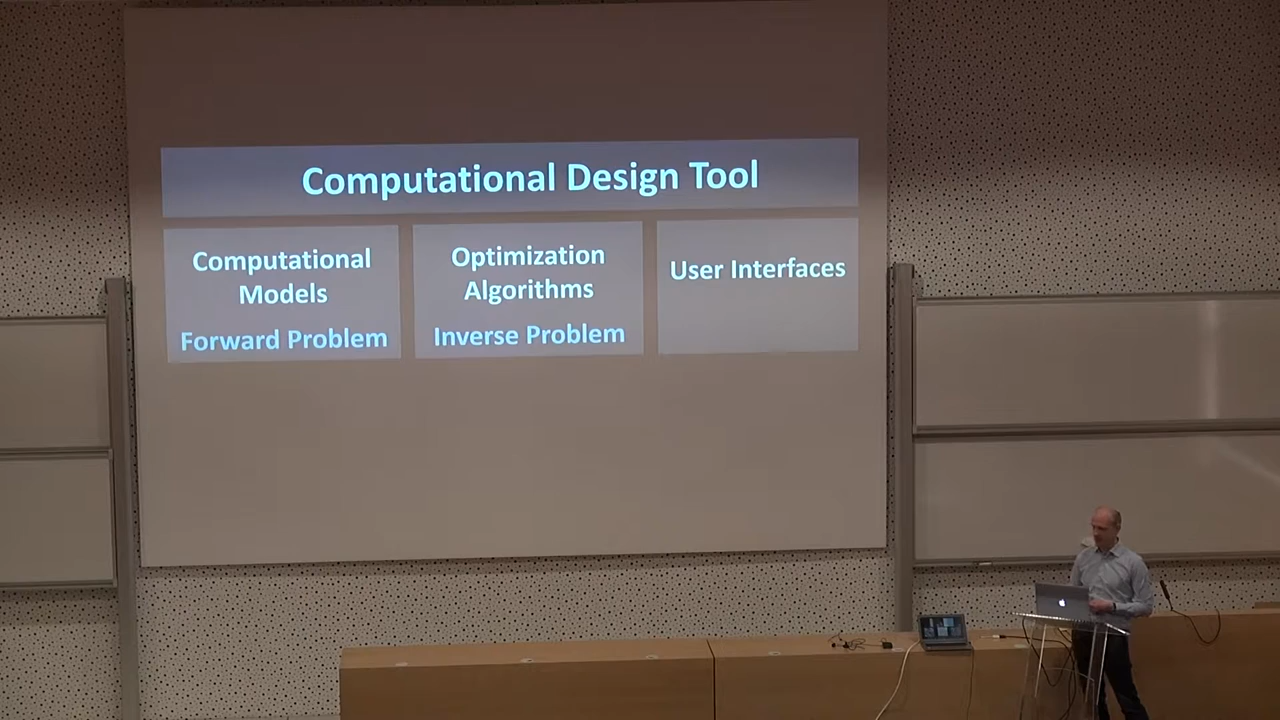 Computational Design Tool
Computational
Models
Forward Problem
Optimization
Algorithms
Inverse Problem
User Interfaces